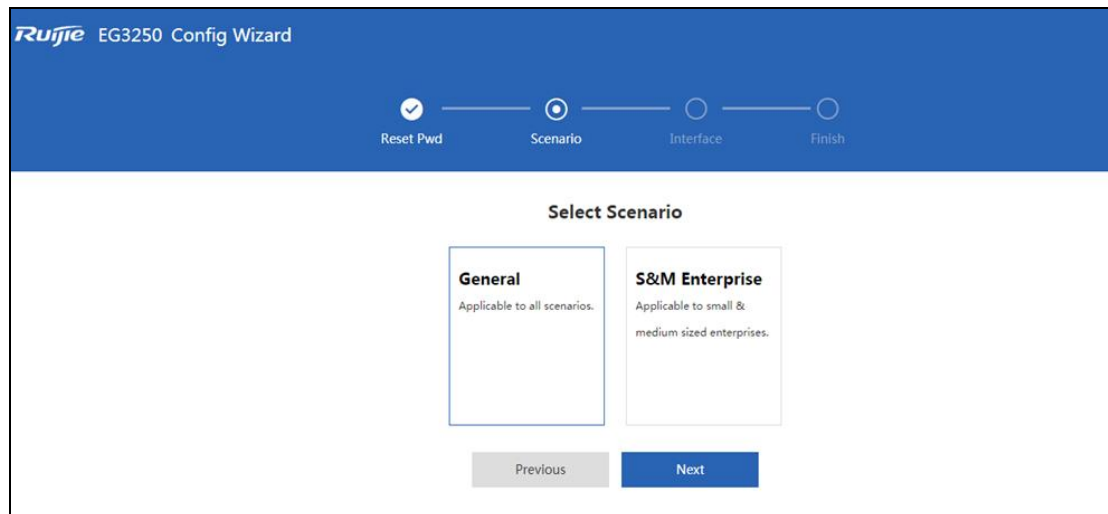 Ruijie EG3250 Config Wizard
Reset Pwd Scenario Interface Finish
Select Scenario
General
Applicable to all scenarios.
S&M Enterprise
Applicable to small &
medium sized enterprises.
Previous Next